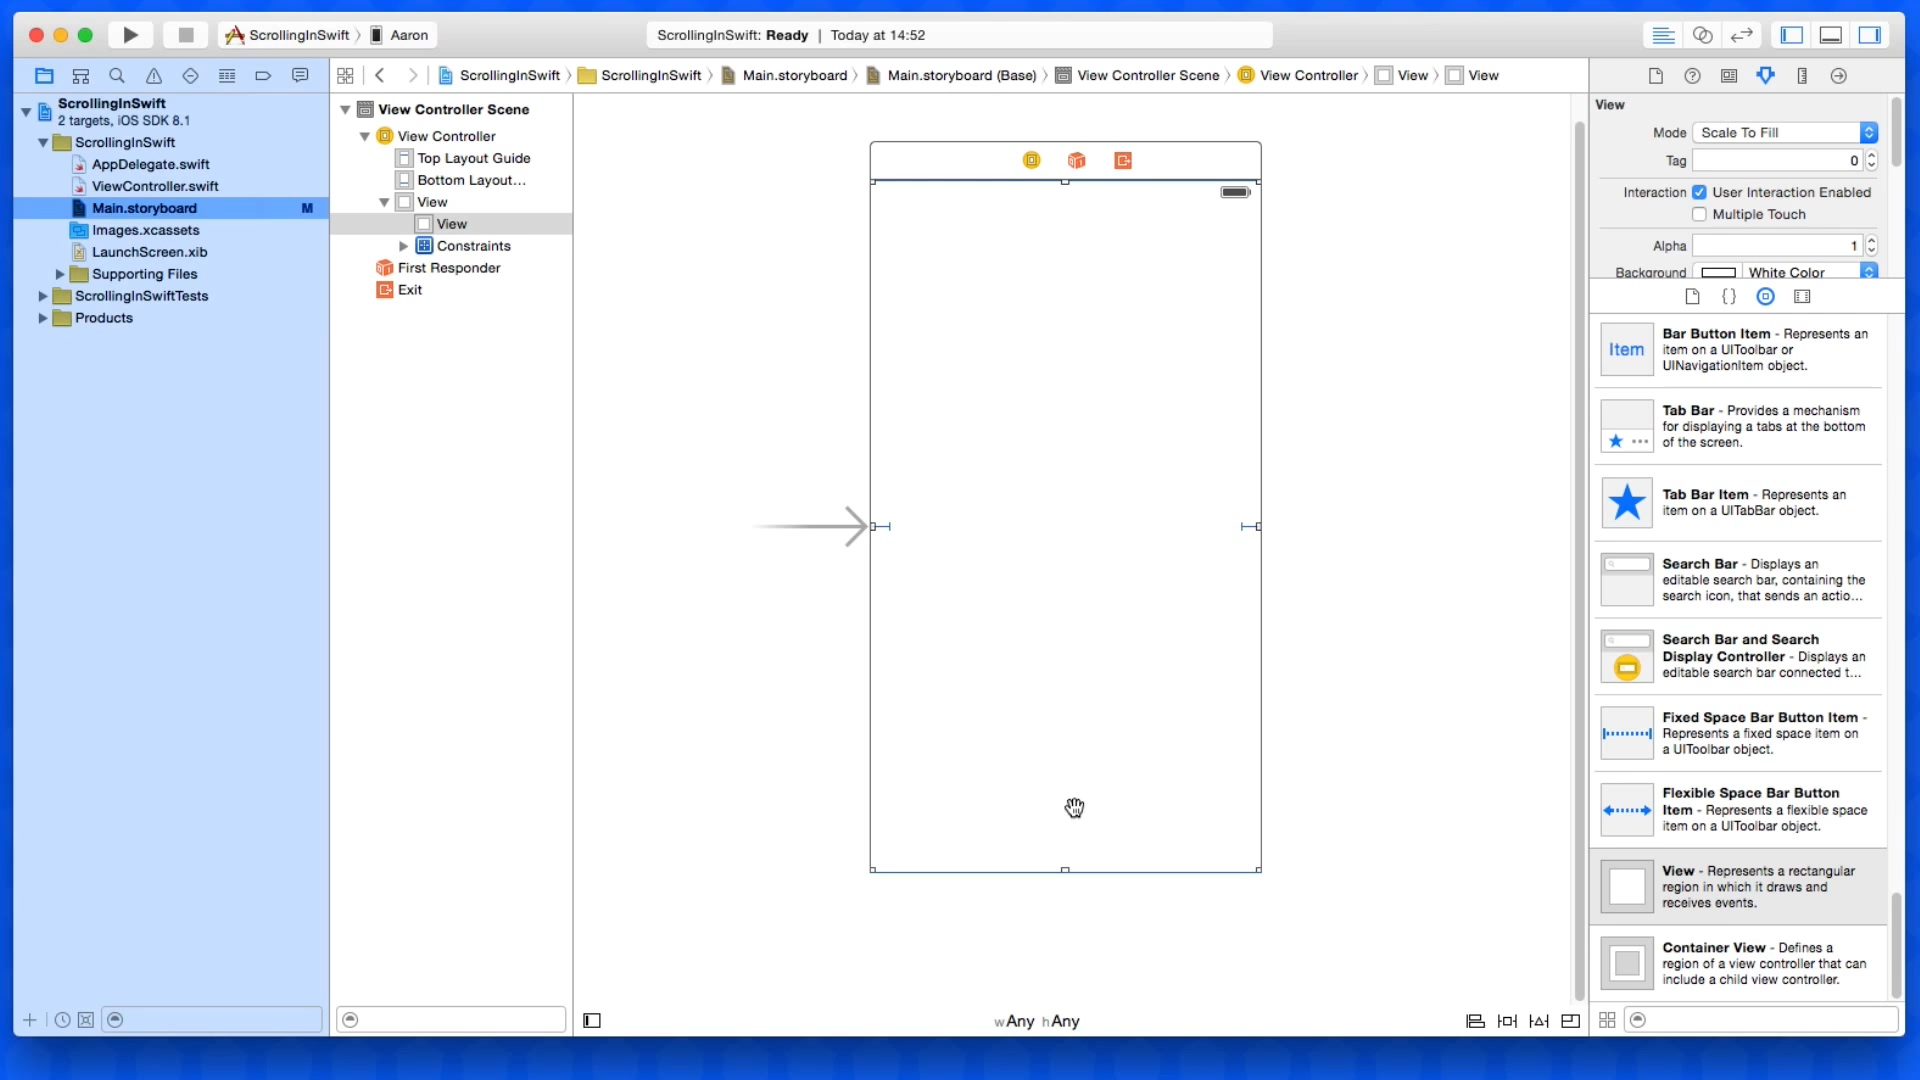 ScrollingInSwift Aaron
ScrollingInSwift: Ready | Today at 14:52
ScrollingInSwift ScrollingInSwift Main.storyboard Main.storyboard (Base) View Controller Scene View Controller View View
ScrollingInSwift
2 targets, iOS SDK 8.1
ScrollingInSwift
AppDelegate.swift
ViewController.swift
Main.storyboard M
Images.xcassets
LaunchScreen.xib
Supporting Files
ScrollingInSwiftTests
Products
View Controller Scene
View Controller
Top Layout Guide
Bottom Layout...
View
View
Constraints
First Responder
Exit
wAny hAny
View
Mode Scale To Fill
Tag 0
Interaction User Interaction Enabled
Multiple Touch
Alpha 1
Background White Color
Item
Bar Button Item - Represents an
item on a UIToolbar or
UINavigationItem object.
Tab Bar - Provides a mechanism
for displaying a tabs at the bottom
of the screen.
Tab Bar Item - Represents an
item on a UITabBar object.
Search Bar - Displays an
editable search bar, containing the
search icon, that sends an actio...
Search Bar and Search
Display Controller - Displays an
editable search bar connected t...
Fixed Space Bar Button Item -
Represents a fixed space item on
a UIToolbar object.
Flexible Space Bar Button
Item - Represents a flexible space
item on a UIToolbar object.
View - Represents a rectangular
region in which it draws and
receives events.
Container View - Defines a
region of a view controller that can
include a child view controller.